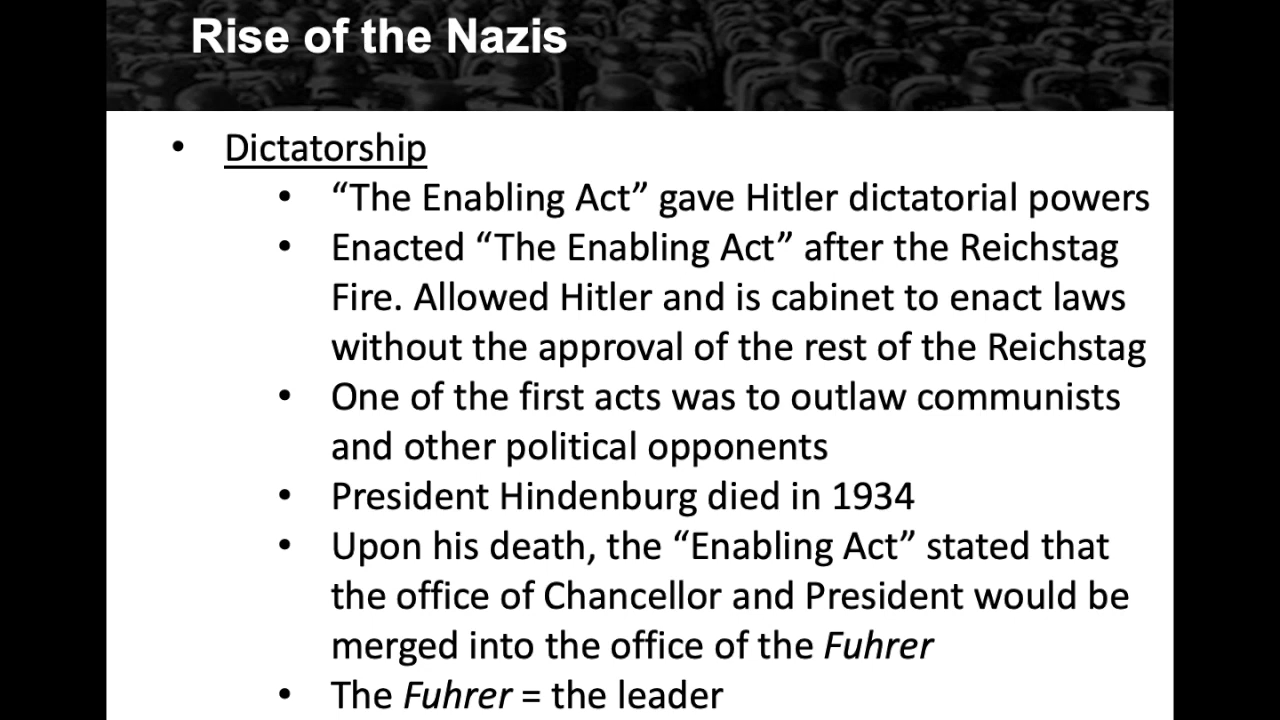 Rise of the Nazis
• Dictatorship
• “The Enabling Act” gave Hitler dictatorial powers
• Enacted “The Enabling Act” after the Reichstag
Fire. Allowed Hitler and is cabinet to enact laws
without the approval of the rest of the Reichstag
• One of the first acts was to outlaw communists
and other political opponents
• President Hindenburg died in 1934
• Upon his death, the “Enabling Act” stated that
the office of Chancellor and President would be
merged into the office of the Fuhrer
• The Fuhrer = the leader